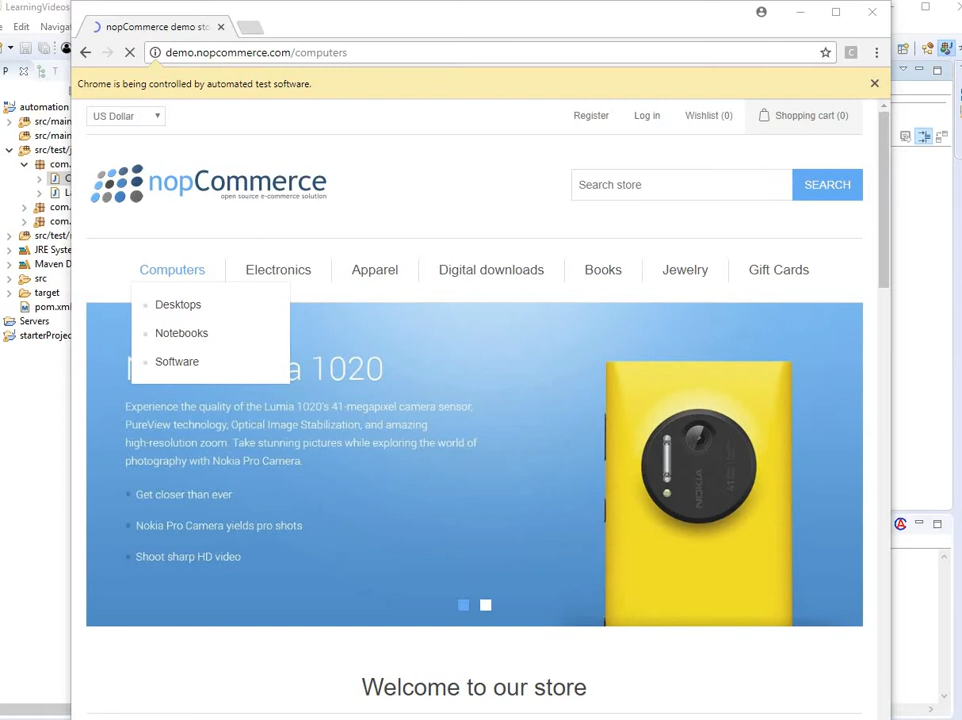 LearningVideos
Edit Naviga
P
automation
src/main
src/main
src/test/j
com.
C
L
com.
com.
src/test/
JRE Syste
Maven D
src
target
pom.xml
Servers
starterProjec
nopCommerce demo sto
demo.nopcommerce.com/computers
C
Chrome is being controlled by automated test software.
US Dollar
Register
Log in
Wishlist (0)
Shopping cart (0)
nopCommerce
open source e-commerce solution
Search store
SEARCH
Computers
Electronics
Apparel
Digital downloads
Books
Jewelry
Gift Cards
Desktops
Notebooks
Software
N
a 1020
Experience the quality of the Lumia 1020's 41-megapixel camera sensor,
PureView technology, Optical Image Stabilization, and amazing
high-resolution zoom. Take stunning pictures while exploring the world of
photography with Nokia Pro Camera.
Get closer than ever
Nokia Pro Camera yields pro shots
Shoot sharp HD video
NOKIA
Welcome to our store